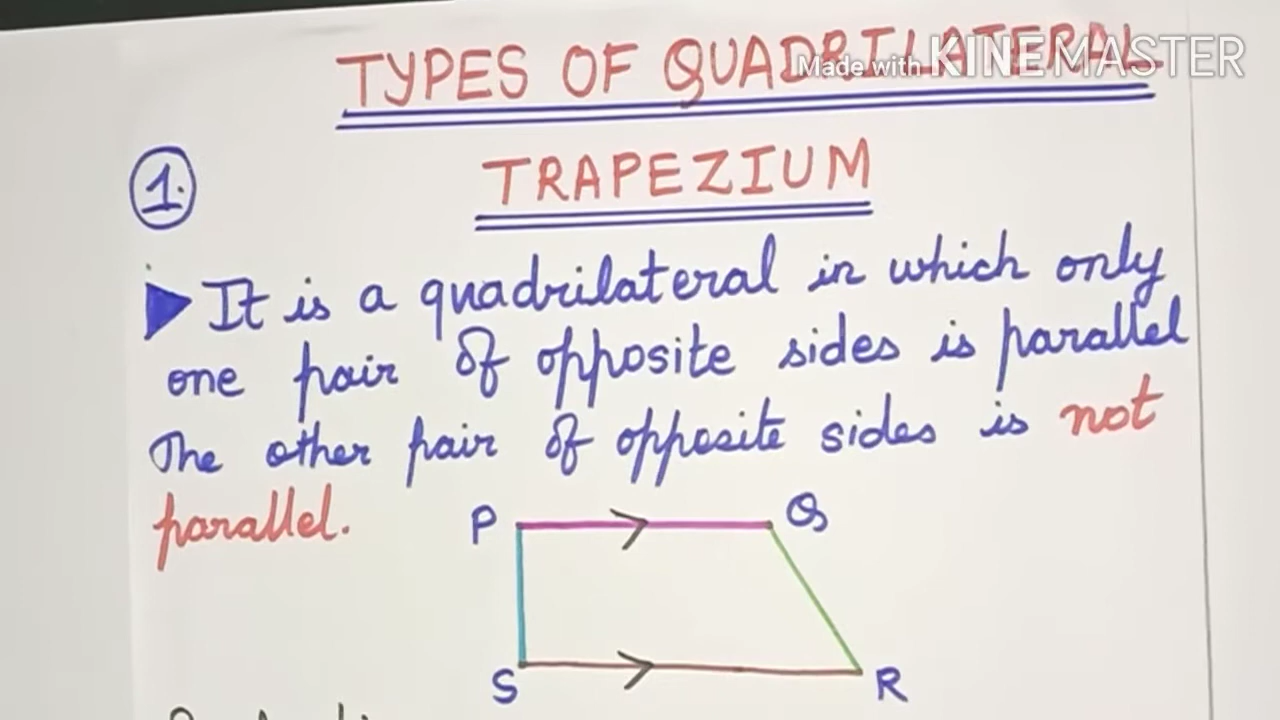 TYPES OF QUADRILATERAL
Made with KINEMASTER
1.
TRAPEZIUM
It is a quadrilateral in which only
one pair of opposite sides is parallel
The other pair of opposite sides is not
parallel.
P
Q
S
R